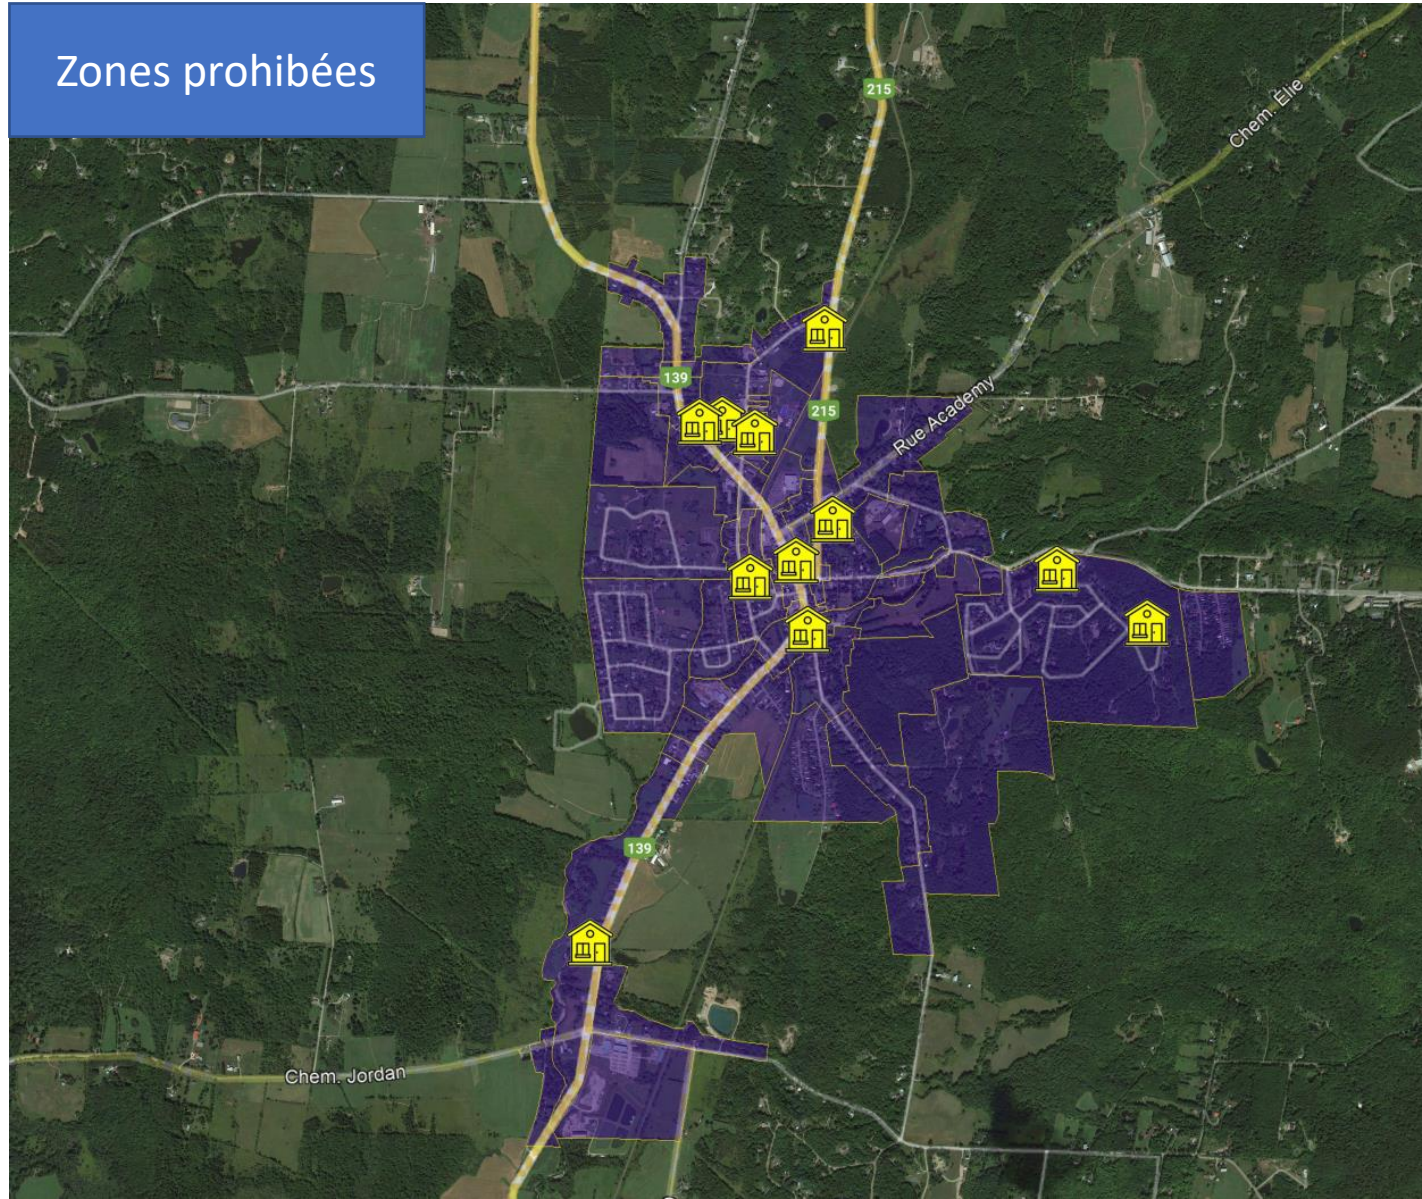 Zones prohibées
215
Chem. Élie
139
215
Rue Academy
139
Chem. Jordan